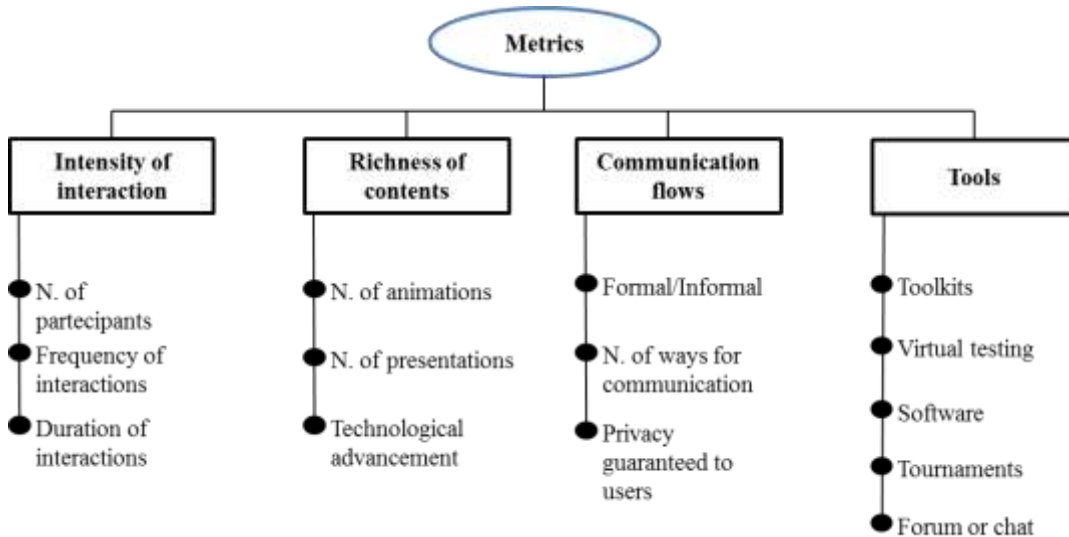 Metrics
Intensity of
interaction
Richness of
contents
Communication
flows
Tools
N. of
partecipants
Frequency of
interactions
Duration of
interactions
N. of animations
N. of presentations
Technological
advancement
Formal/Informal
N. of ways for
communication
Privacy
guaranteed to
users
Toolkits
Virtual testing
Software
Tournaments
Forum or chat